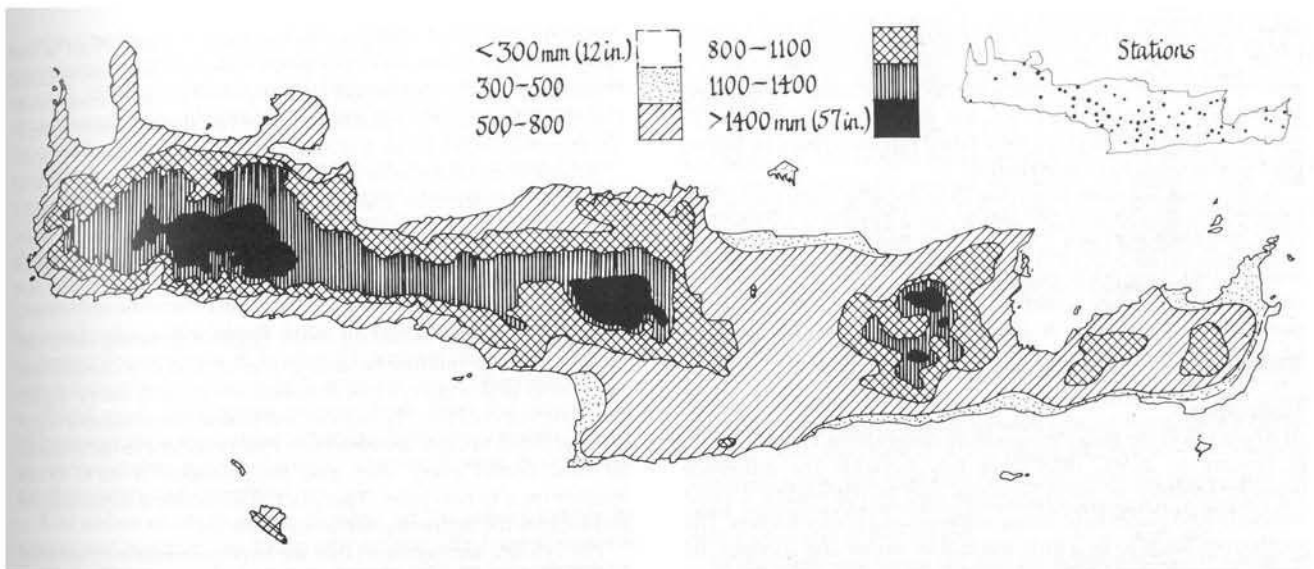 <300 mm (12 in.)
300–500
500–800
800–1100
1100–1400
>1400 mm (57 in.)
Stations